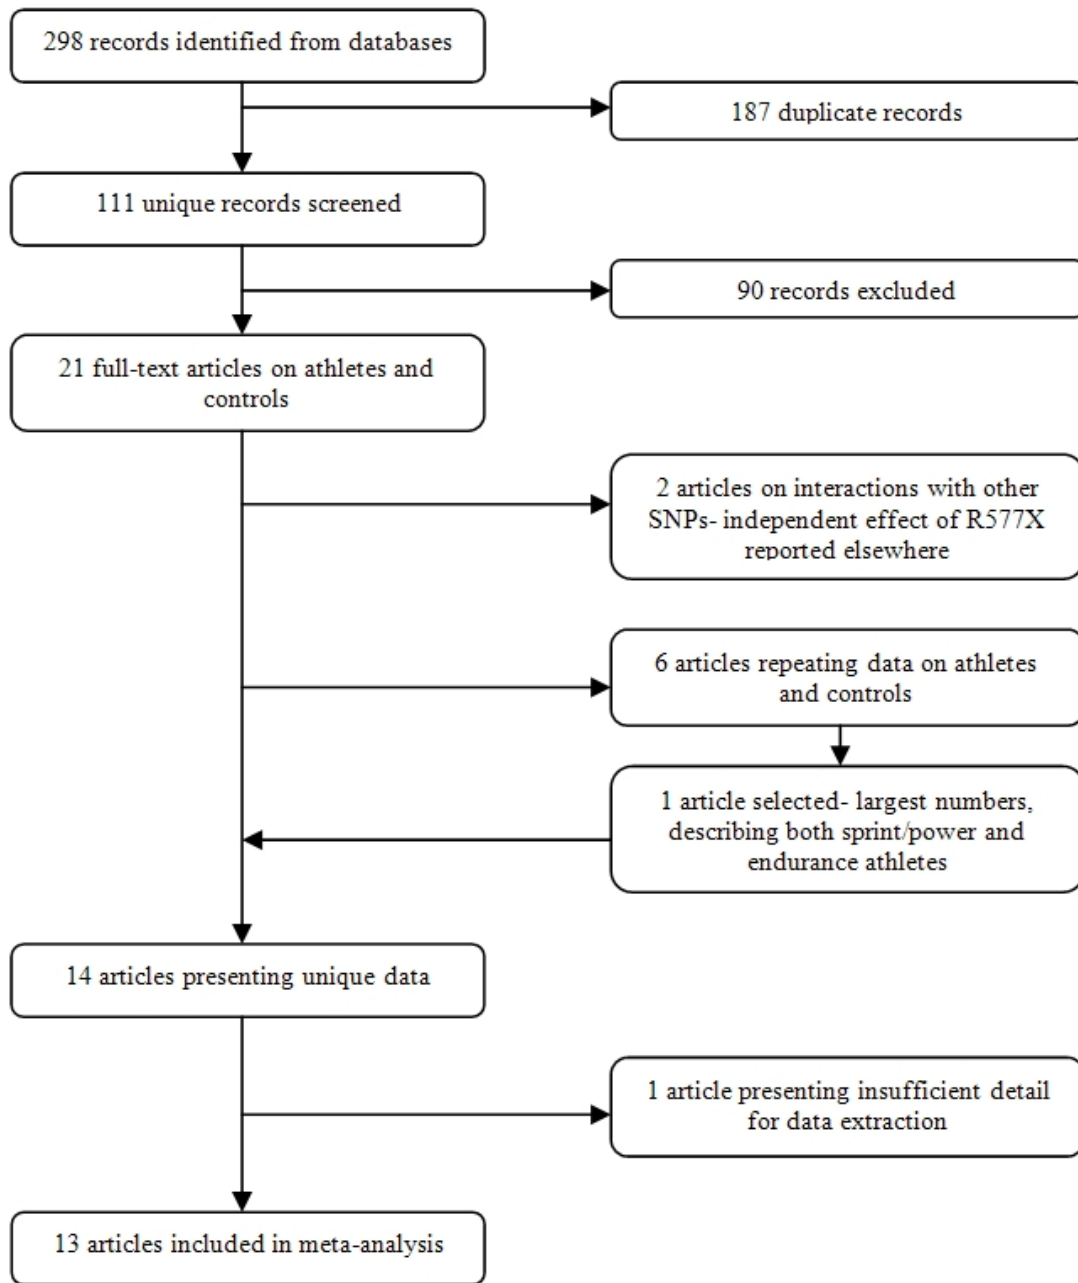 298 records identified from databases
187 duplicate records
111 unique records screened
90 records excluded
21 full-text articles on athletes and
controls
2 articles on interactions with other
SNPs- independent effect of R577X
reported elsewhere
6 articles repeating data on athletes
and controls
1 article selected- largest numbers,
describing both sprint/power and
endurance athletes
14 articles presenting unique data
1 article presenting insufficient detail
for data extraction
13 articles included in meta-analysis